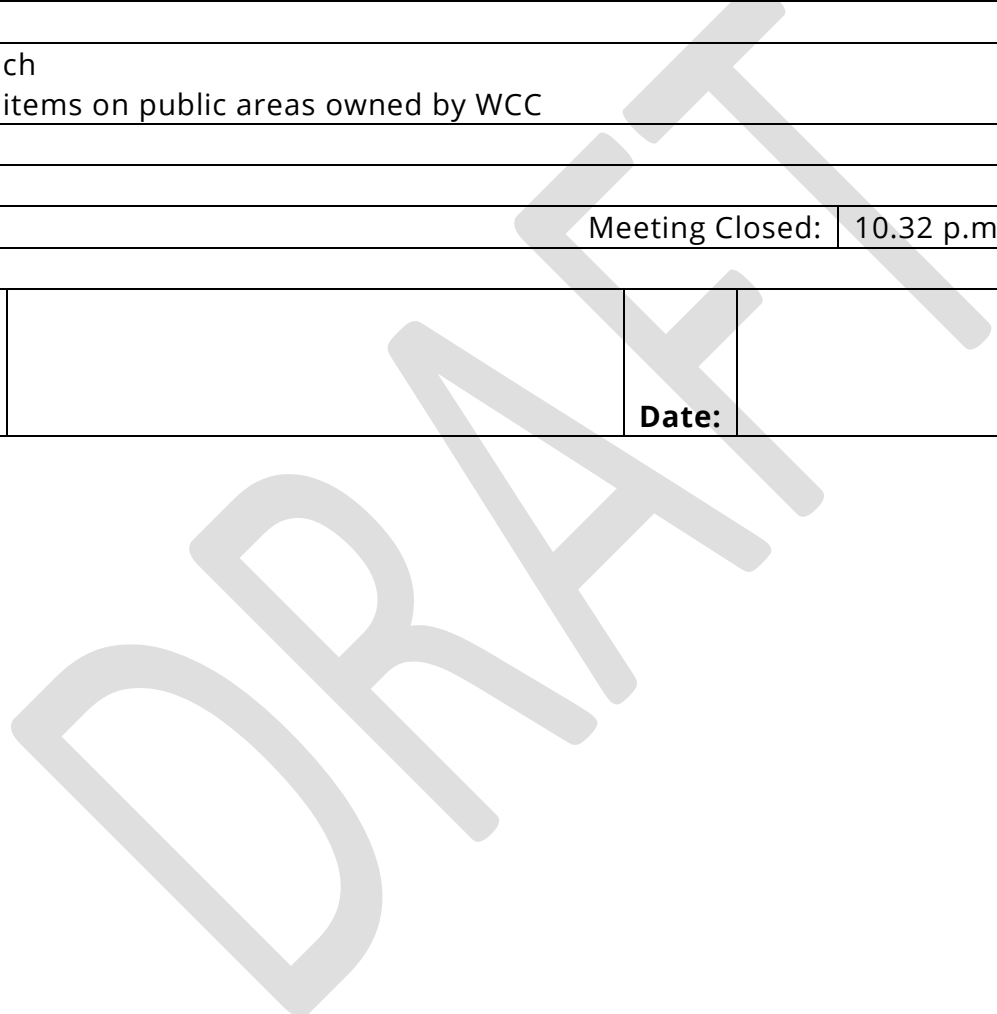 ch
items on public areas owned by WCC
Meeting Closed: 10.32 p.m
Date:
DRAFT